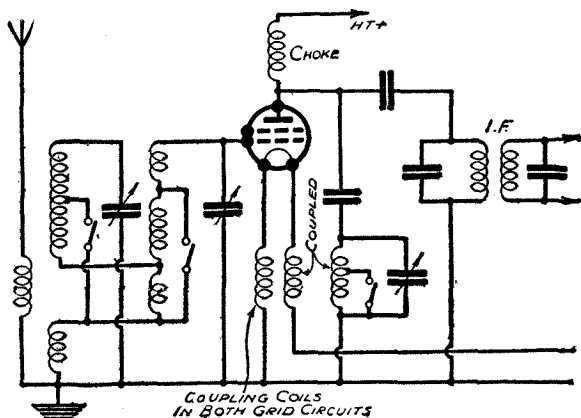 HT+
CHOKE
I.F.
COUPLED
COUPLING COILS
IN BOTH GRID CIRCUITS